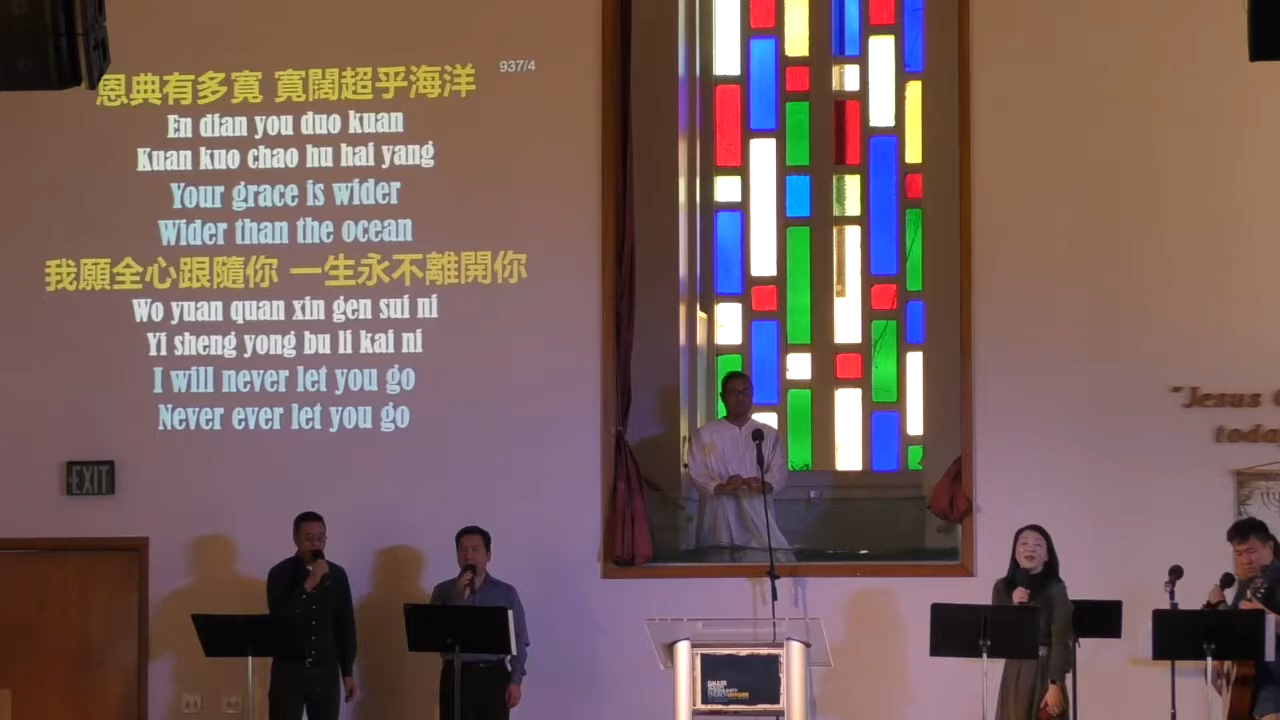 937/4
恩典有多寬 寬闊超乎海洋
En dian you duo kuan
Kuan kuo chao hu hai yang
Your grace is wider
Wider than the ocean
我願全心跟隨你 一生永不離開你
Wo yuan quan xin gen sui ni
Yi sheng yong bu li kai ni
I will never let you go
Never ever let you go
"Jesus
toda
EXIT